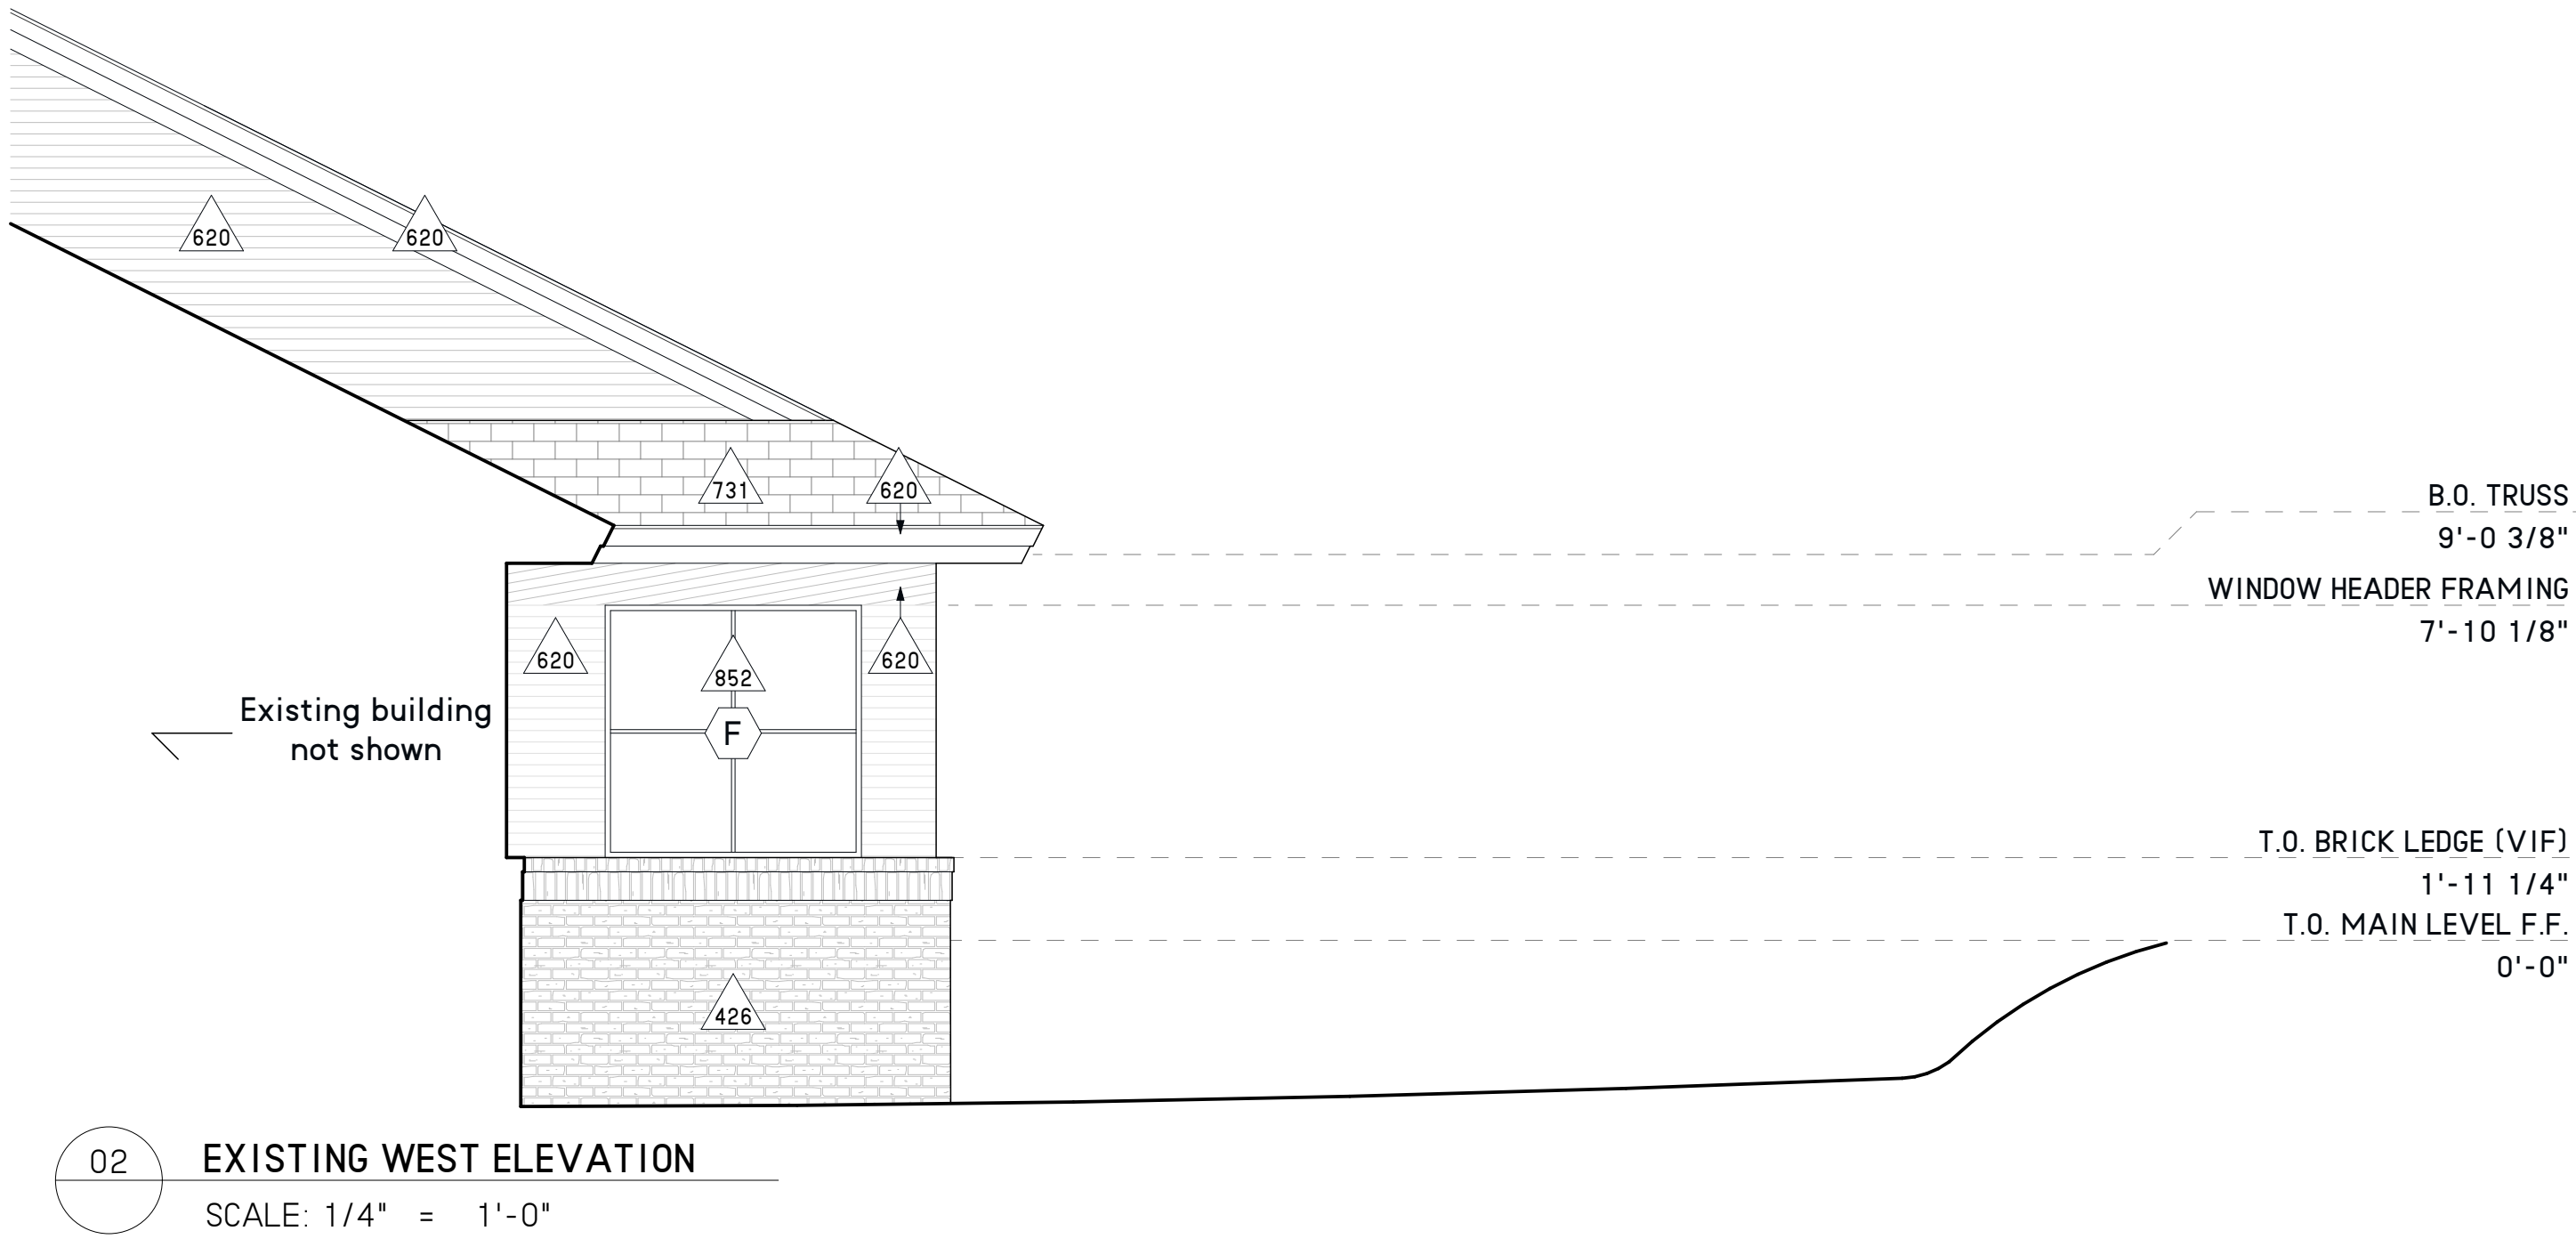 620
620
731
620
B.O. TRUSS
9'-0 3/8"
WINDOW HEADER FRAMING
7'-10 1/8"
620
852
620
Existing building
not shown
F
T.O. BRICK LEDGE (VIF)
1'-11 1/4"
T.O. MAIN LEVEL F.F.
0'-0"
426
02
EXISTING WEST ELEVATION
SCALE: 1/4" = 1'-0"